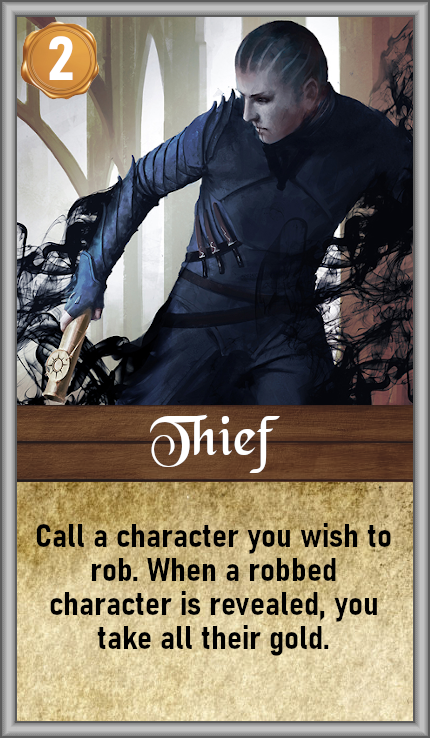 2
Thief
Call a character you wish to
rob. When a robbed
character is revealed, you
take all their gold.